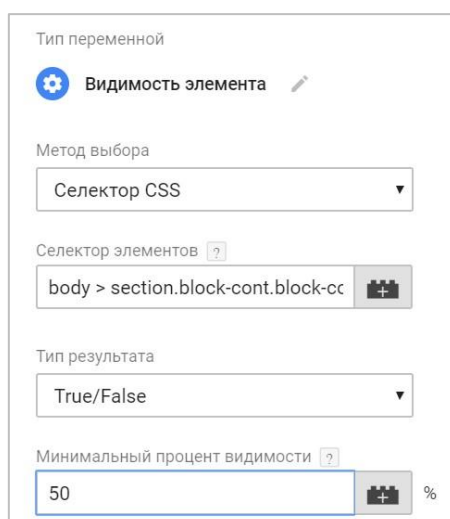 Тип переменной
Видимость элемента
Метод выбора
Селектор CSS
Селектор элементов ?
body > section.block-cont.block-cc
Тип результата
True/False
Минимальный процент видимости ?
50 %